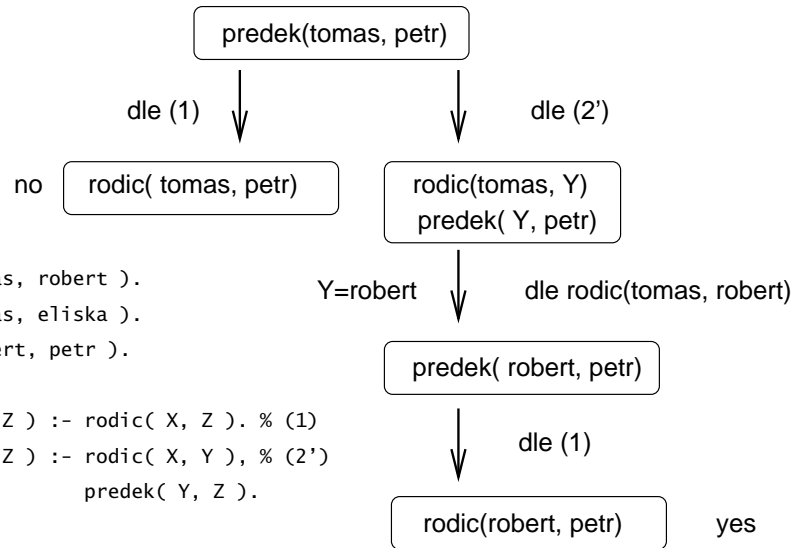 predek(tomas, petr)
dle (1)
dle (2’)
no
rodic( tomas, petr)
rodic(tomas, Y)
predek( Y, petr)
s, robert ).
s, eliska ).
rt, petr ).
Y=robert
dle rodic(tomas, robert)
predek( robert, petr)
Z ) :- rodic( X, Z ). % (1)
Z ) :- rodic( X, Y ), % (2’)
predek( Y, Z ).
dle (1)
rodic(robert, petr)
yes